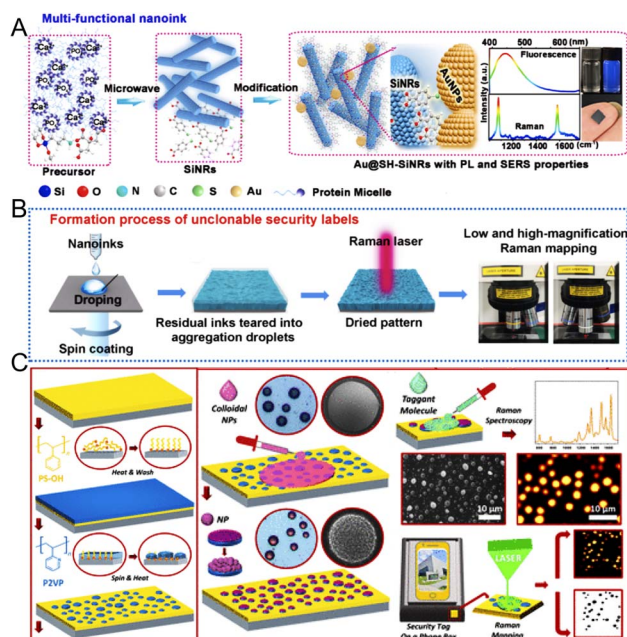 A
Multi-functional nanoink
Ca²⁺
PO₄³⁻
Precursor
Microwave
SiNRs
Modification
SiNRs
AuNPs
Au@SH-SiNRs with PL and SERS properties
400 500 600 (nm)
Fluorescence
Intensity (a.u.)
Raman
1200 1400 1600 (cm⁻¹)
Si O N C S Au Protein Micelle
B
Formation process of unclonable security labels
Nanoinks
Droping
Spin coating
Residual inks teared into
aggregation droplets
Raman laser
Dried pattern
Low and high-magnification
Raman mapping
C
PS-OH
Heat & Wash
P2VP
Spin & Heat
Colloidal
NPs
NP
Taggant
Molecule
Raman
Spectroscopy
10 µm
10 µm
LASER
Security Tag
On a Phone Box
Raman
Mapping